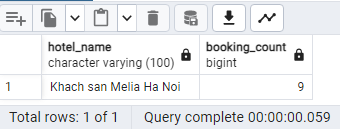 hotel_name booking_count
character varying (100) bigint
1 Khach san Melia Ha Noi 9
Total rows: 1 of 1 Query complete 00:00:00.059